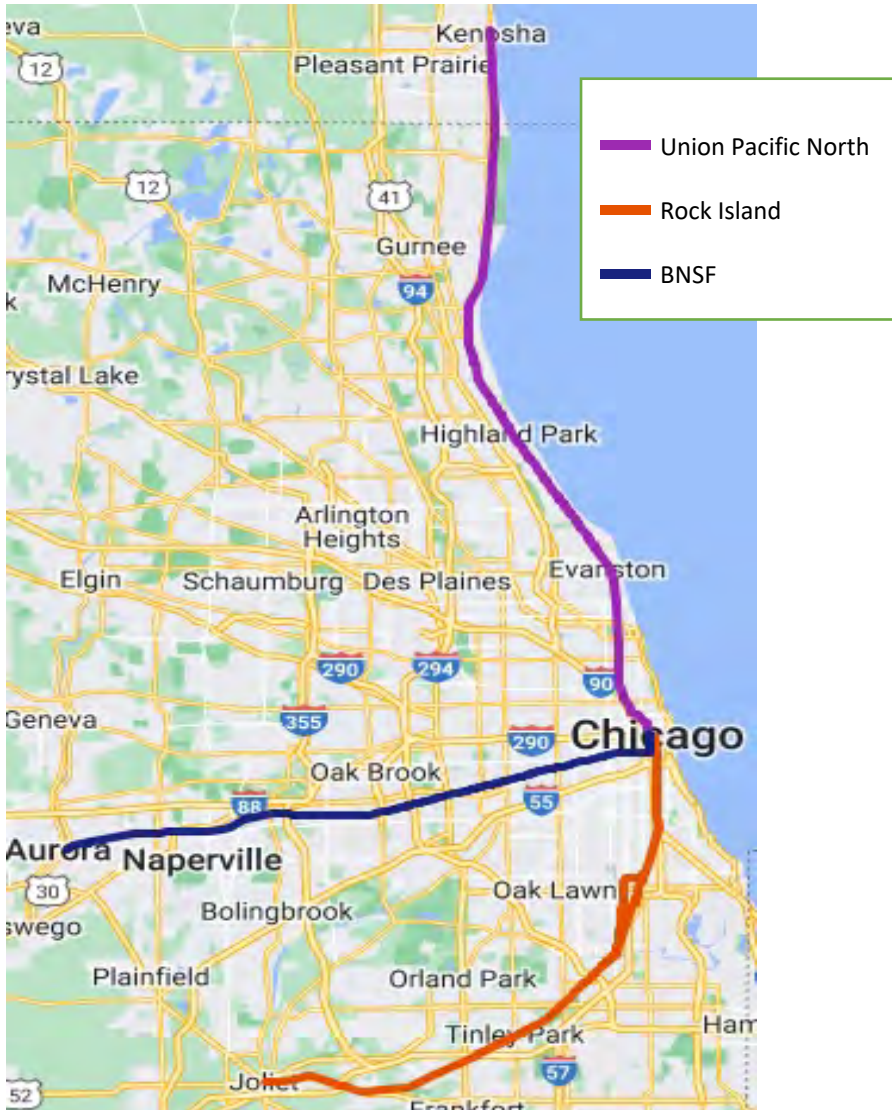 eva
Kenosha
12
Pleasant Prairie
Union Pacific North
12
41
Rock Island
Gurnee
BNSF
McHenry
94
k
rystal Lake
Highland Park
Arlington
Heights
Elgin
Schaumburg
Des Plaines
Evanston
290
294
90
Geneva
355
290
Chicago
Oak Brook
88
55
Aurora
Naperville
30
Oak Lawn
swego
Bolingbrook
Plainfield
Orland Park
Tinley Park
Ham
Joliet
57
52
Frankfort